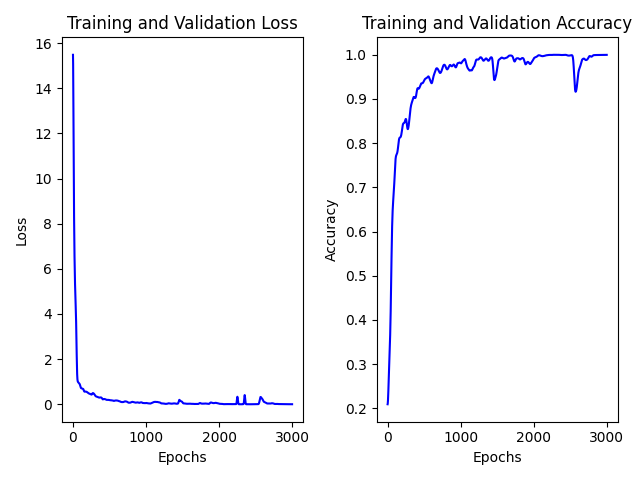 Training and Validation Loss
16
14
12
10
8
6
4
2
0
Loss
0 1000 2000 3000
Epochs
Training and Validation Accuracy
1.0
0.9
0.8
0.7
0.6
0.5
0.4
0.3
0.2
Accuracy
0 1000 2000 3000
Epochs